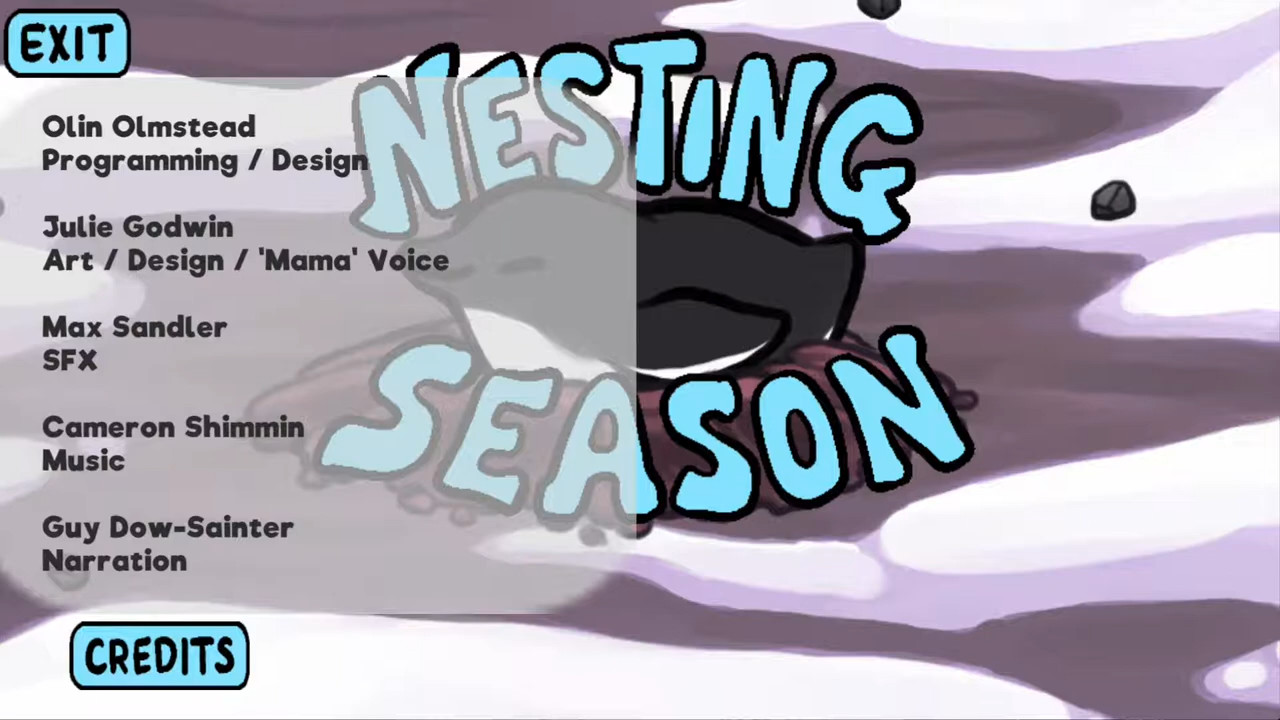 EXIT
NESTING
SEASON
Olin Olmstead
Programming / Design
Julie Godwin
Art / Design / 'Mama' Voice
Max Sandler
SFX
Cameron Shimmin
Music
Guy Dow-Sainter
Narration
CREDITS